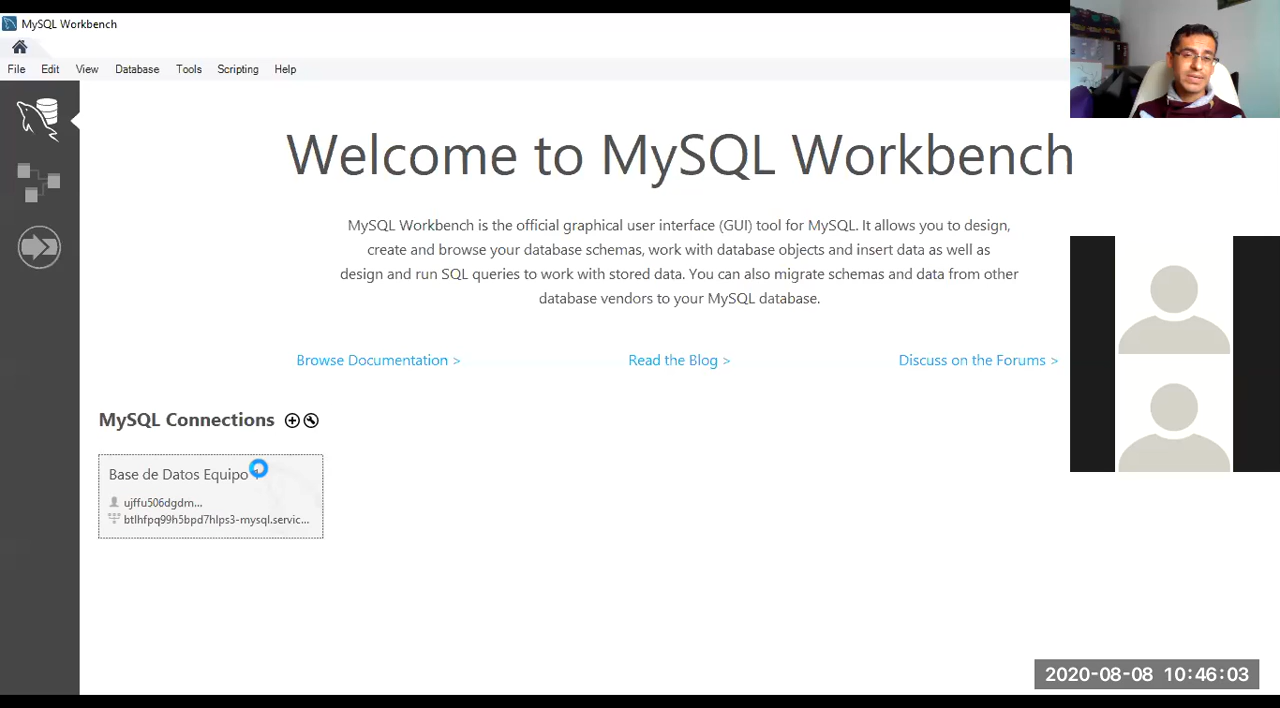 MySQL Workbench
File Edit View Database Tools Scripting Help
Welcome to MySQL Workbench
MySQL Workbench is the official graphical user interface (GUI) tool for MySQL. It allows you to design,
create and browse your database schemas, work with database objects and insert data as well as
design and run SQL queries to work with stored data. You can also migrate schemas and data from other
database vendors to your MySQL database.
Browse Documentation >
Read the Blog >
Discuss on the Forums >
MySQL Connections
Base de Datos Equipo
ujffu506dgdm...
btlhfpq99h5bpd7hlps3-mysql.servic...
2020-08-08 10:46:03